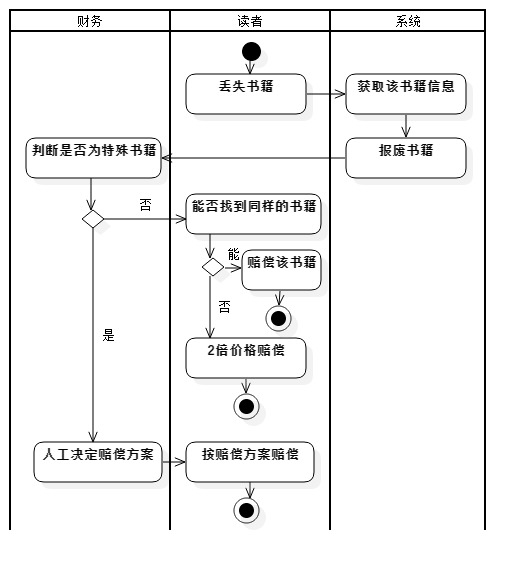 财务
读者
系统
丢失书籍
获取该书籍信息
判断是否为特殊书籍
报废书籍
否
能否找到同样的书籍
能
赔偿该书籍
否
是
2倍价格赔偿
人工决定赔偿方案
按赔偿方案赔偿